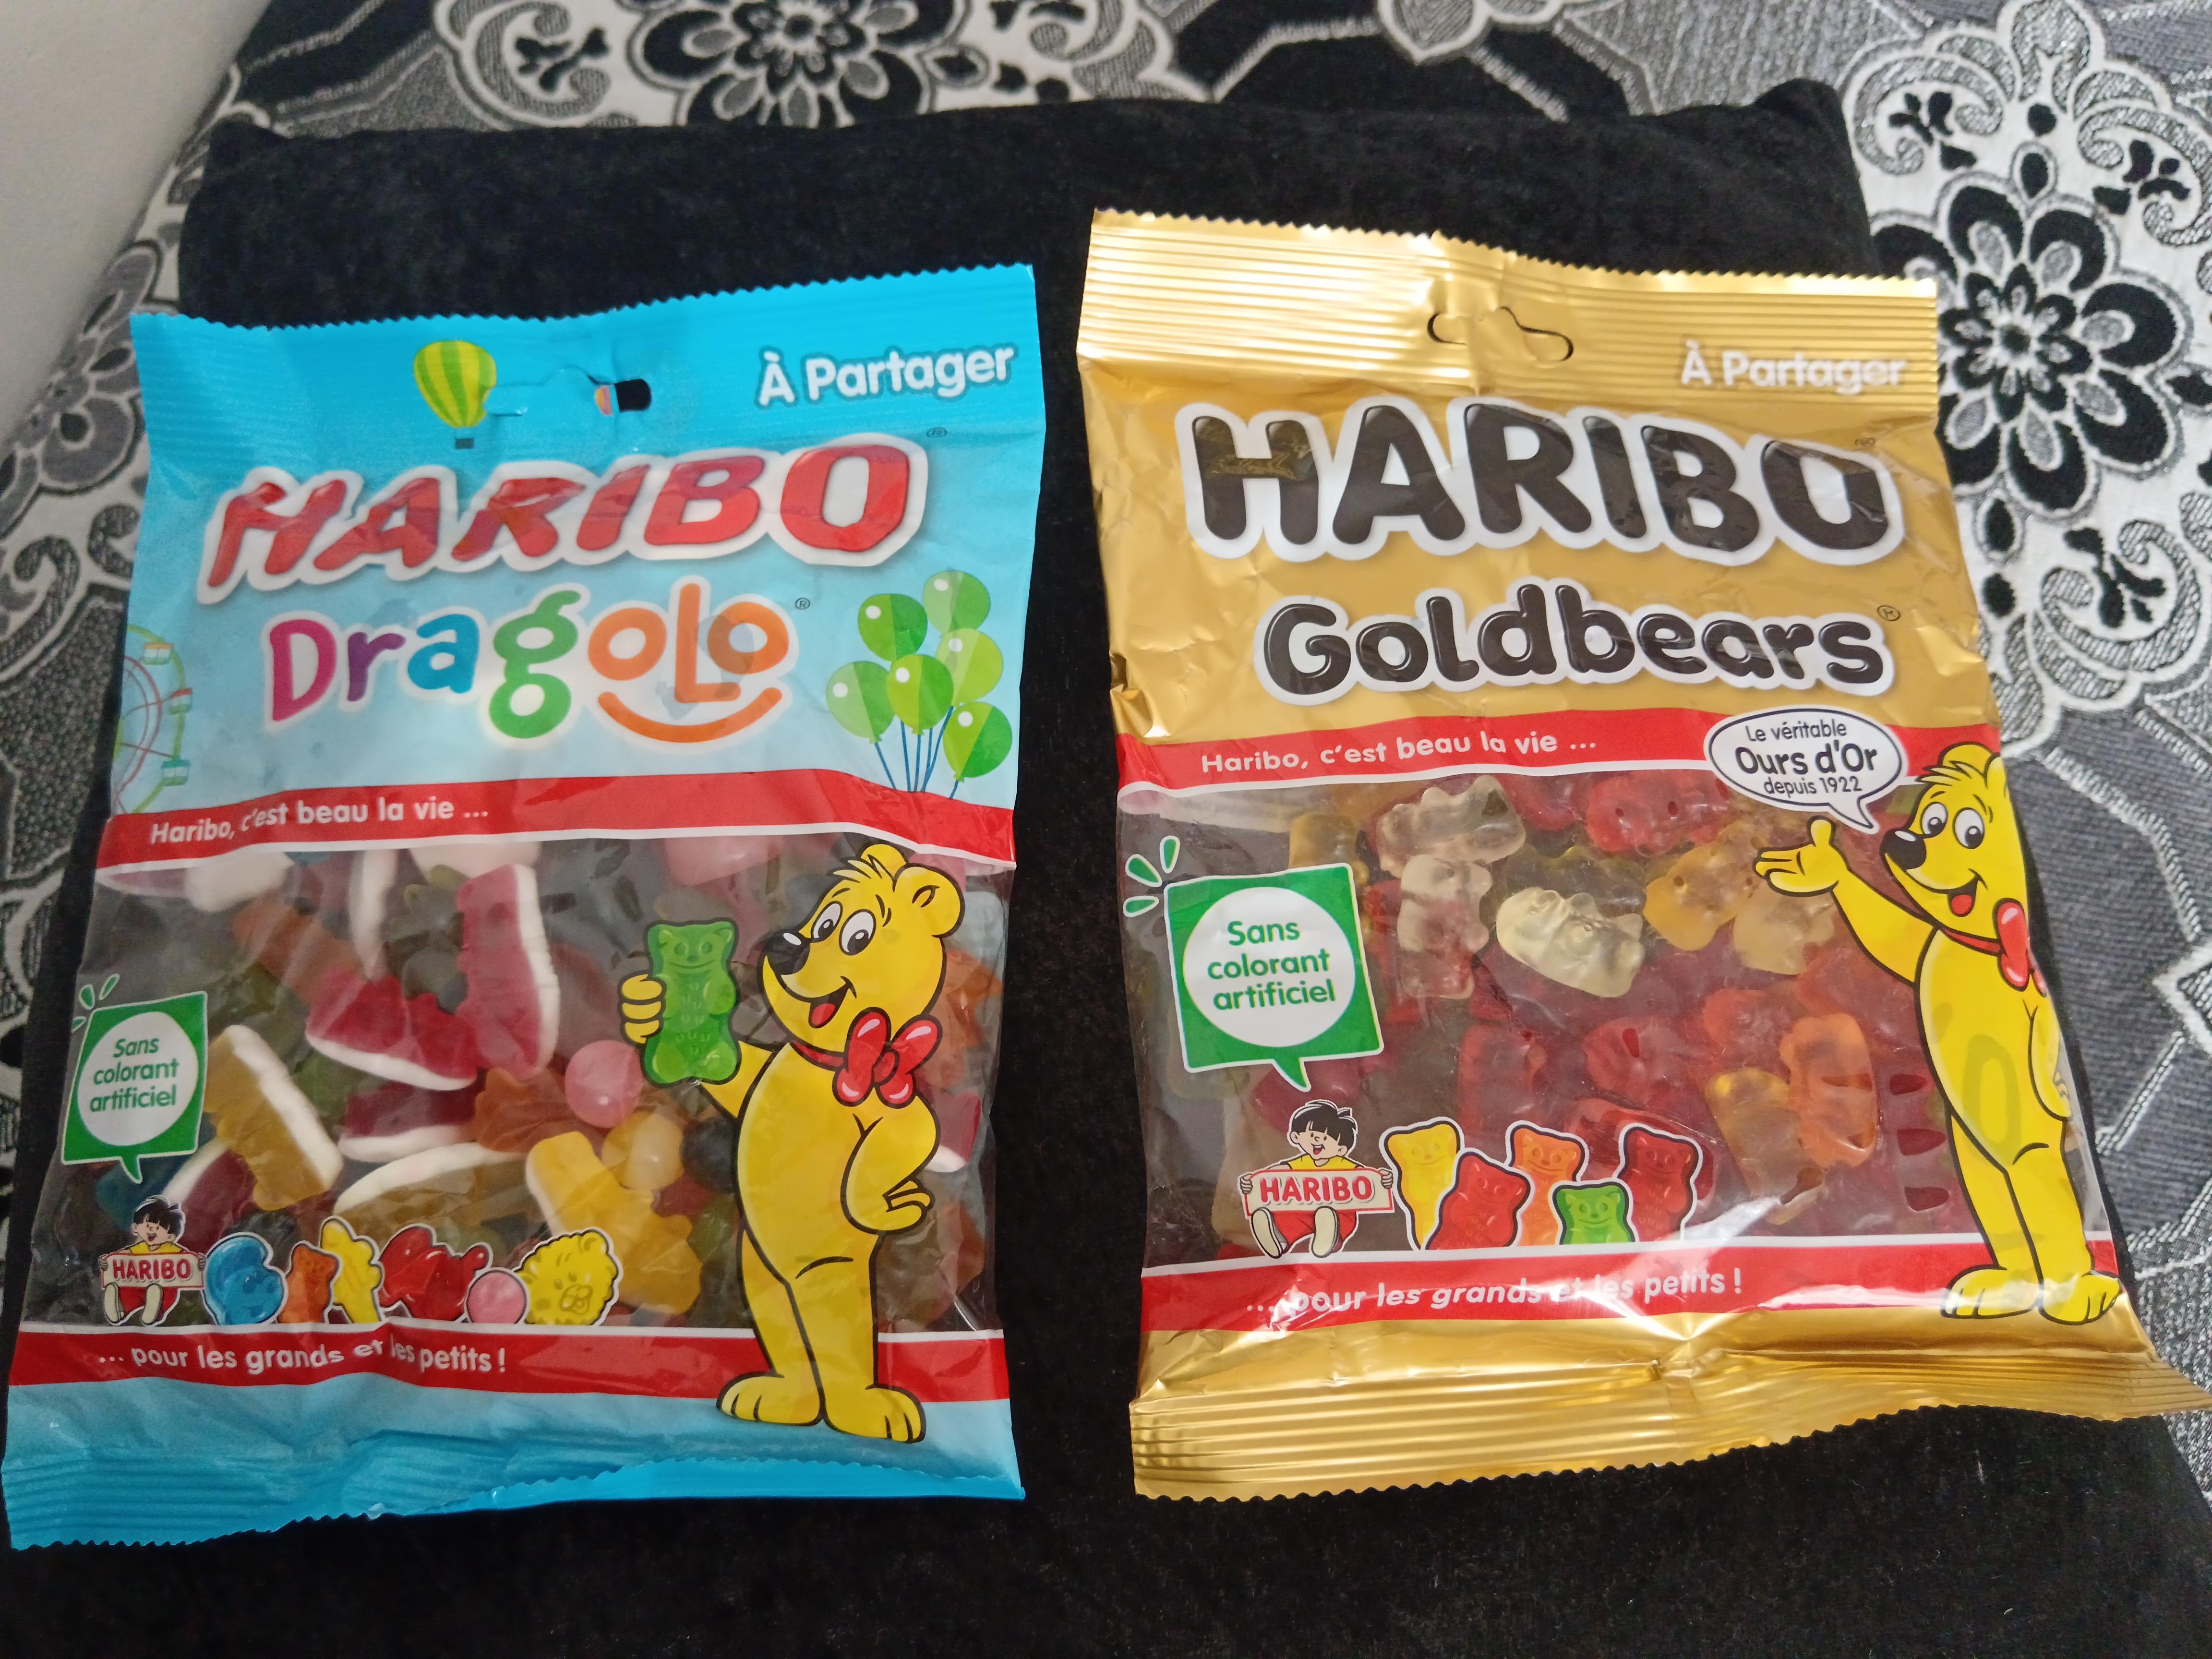 À Partager
HARIBO®
Dragolo®
Haribo, c'est beau la vie ...
Sans
colorant
artificiel
HARIBO
... pour les grands et les petits !
À Partager
HARIBO®
Goldbears®
Haribo, c'est beau la vie ...
Le véritable
Ours d'Or
depuis 1922
Sans
colorant
artificiel
HARIBO
... pour les grands et les petits !